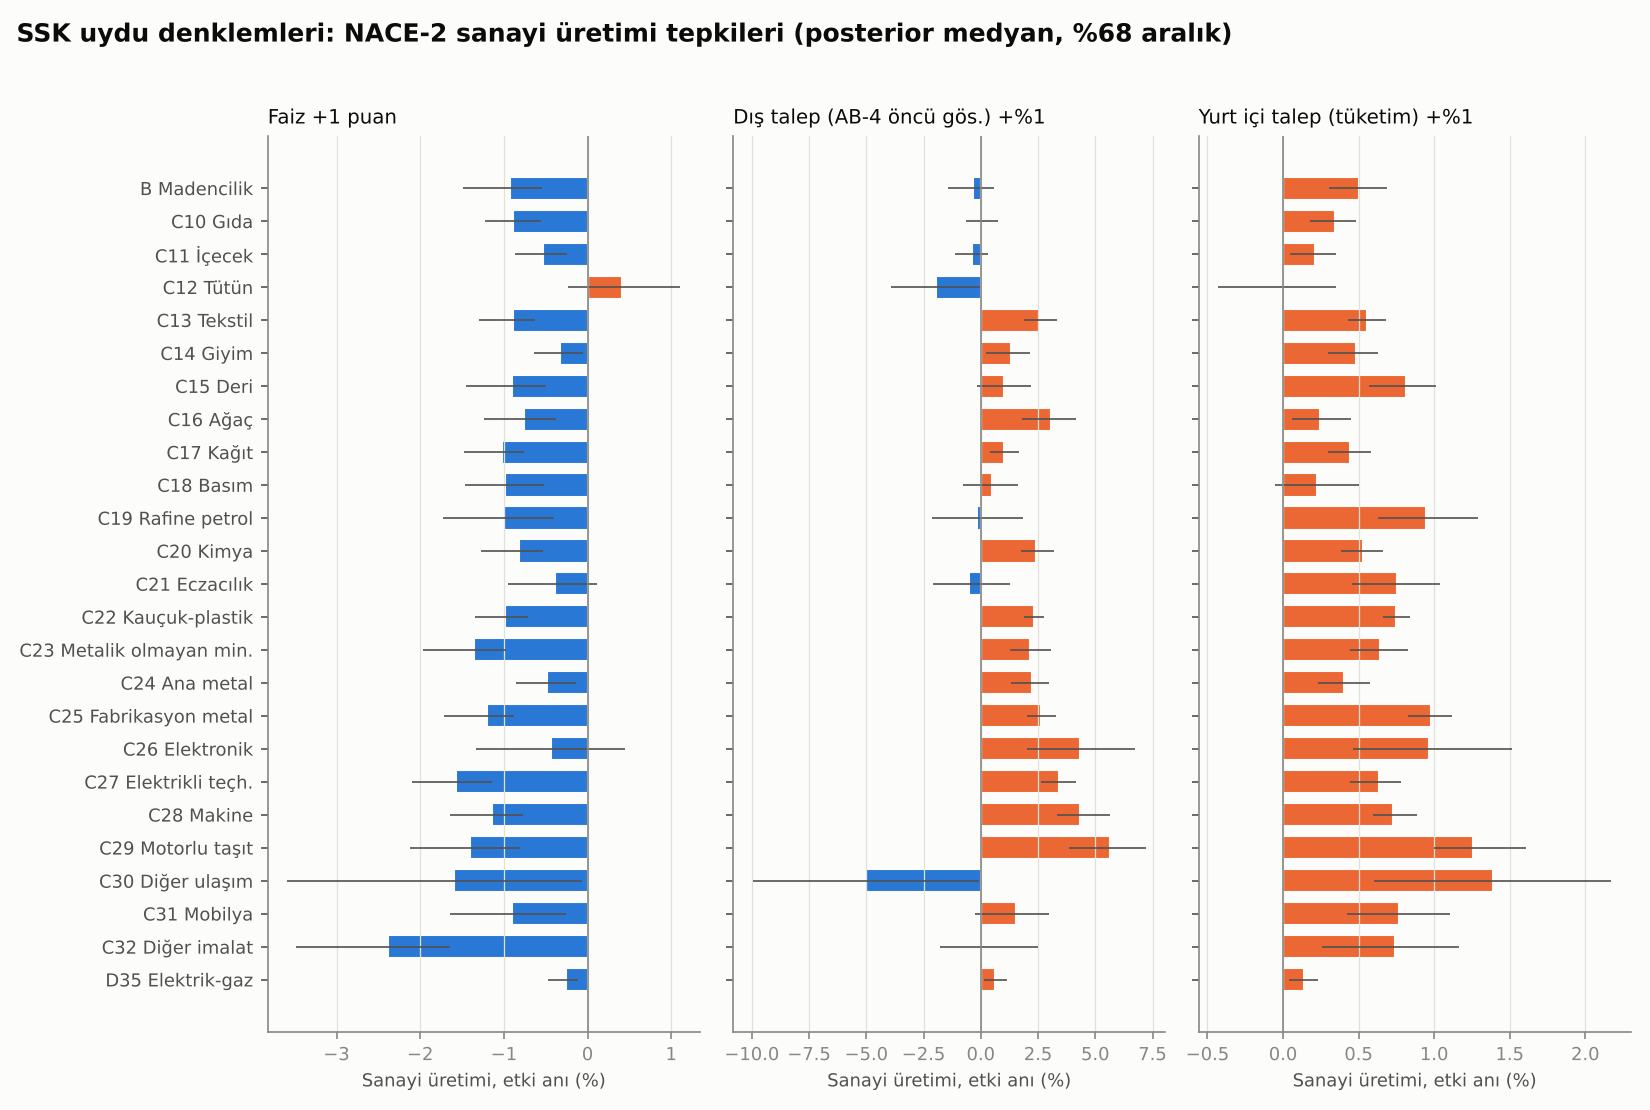 SSK uydu denklemleri: NACE-2 sanayi üretimi tepkileri (posterior medyan, %68 aralık)
Faiz +1 puan
Dış talep (AB-4 öncü gös.) +%1
Yurt içi talep (tüketim) +%1
B Madencilik
C10 Gıda
C11 İçecek
C12 Tütün
C13 Tekstil
C14 Giyim
C15 Deri
C16 Ağaç
C17 Kağıt
C18 Basım
C19 Rafine petrol
C20 Kimya
C21 Eczacılık
C22 Kauçuk-plastik
C23 Metalik olmayan min.
C24 Ana metal
C25 Fabrikasyon metal
C26 Elektronik
C27 Elektrikli teçh.
C28 Makine
C29 Motorlu taşıt
C30 Diğer ulaşım
C31 Mobilya
C32 Diğer imalat
D35 Elektrik-gaz
−3 −2 −1 0 1
−10.0 −7.5 −5.0 −2.5 0.0 2.5 5.0 7.5
−0.5 0.0 0.5 1.0 1.5 2.0
Sanayi üretimi, etki anı (%)
Sanayi üretimi, etki anı (%)
Sanayi üretimi, etki anı (%)